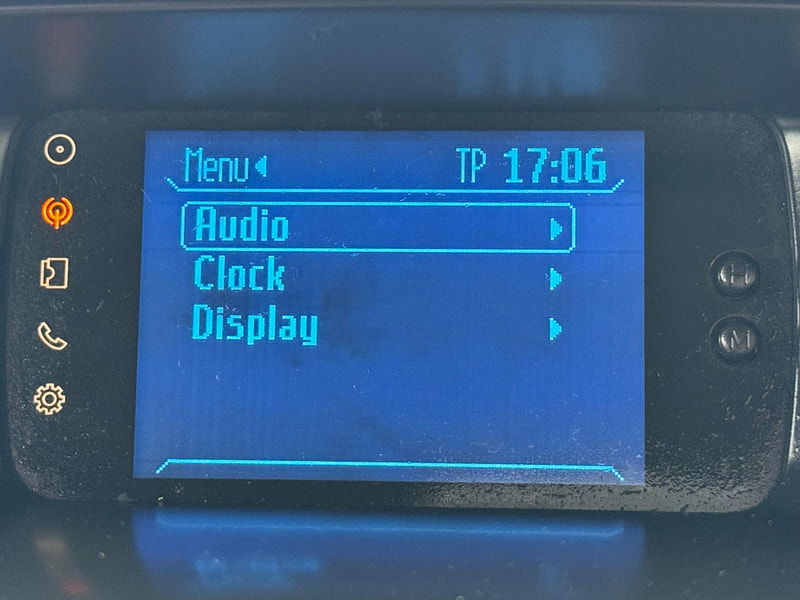 Menu TP 17:06
Audio
Clock
Display
H
M